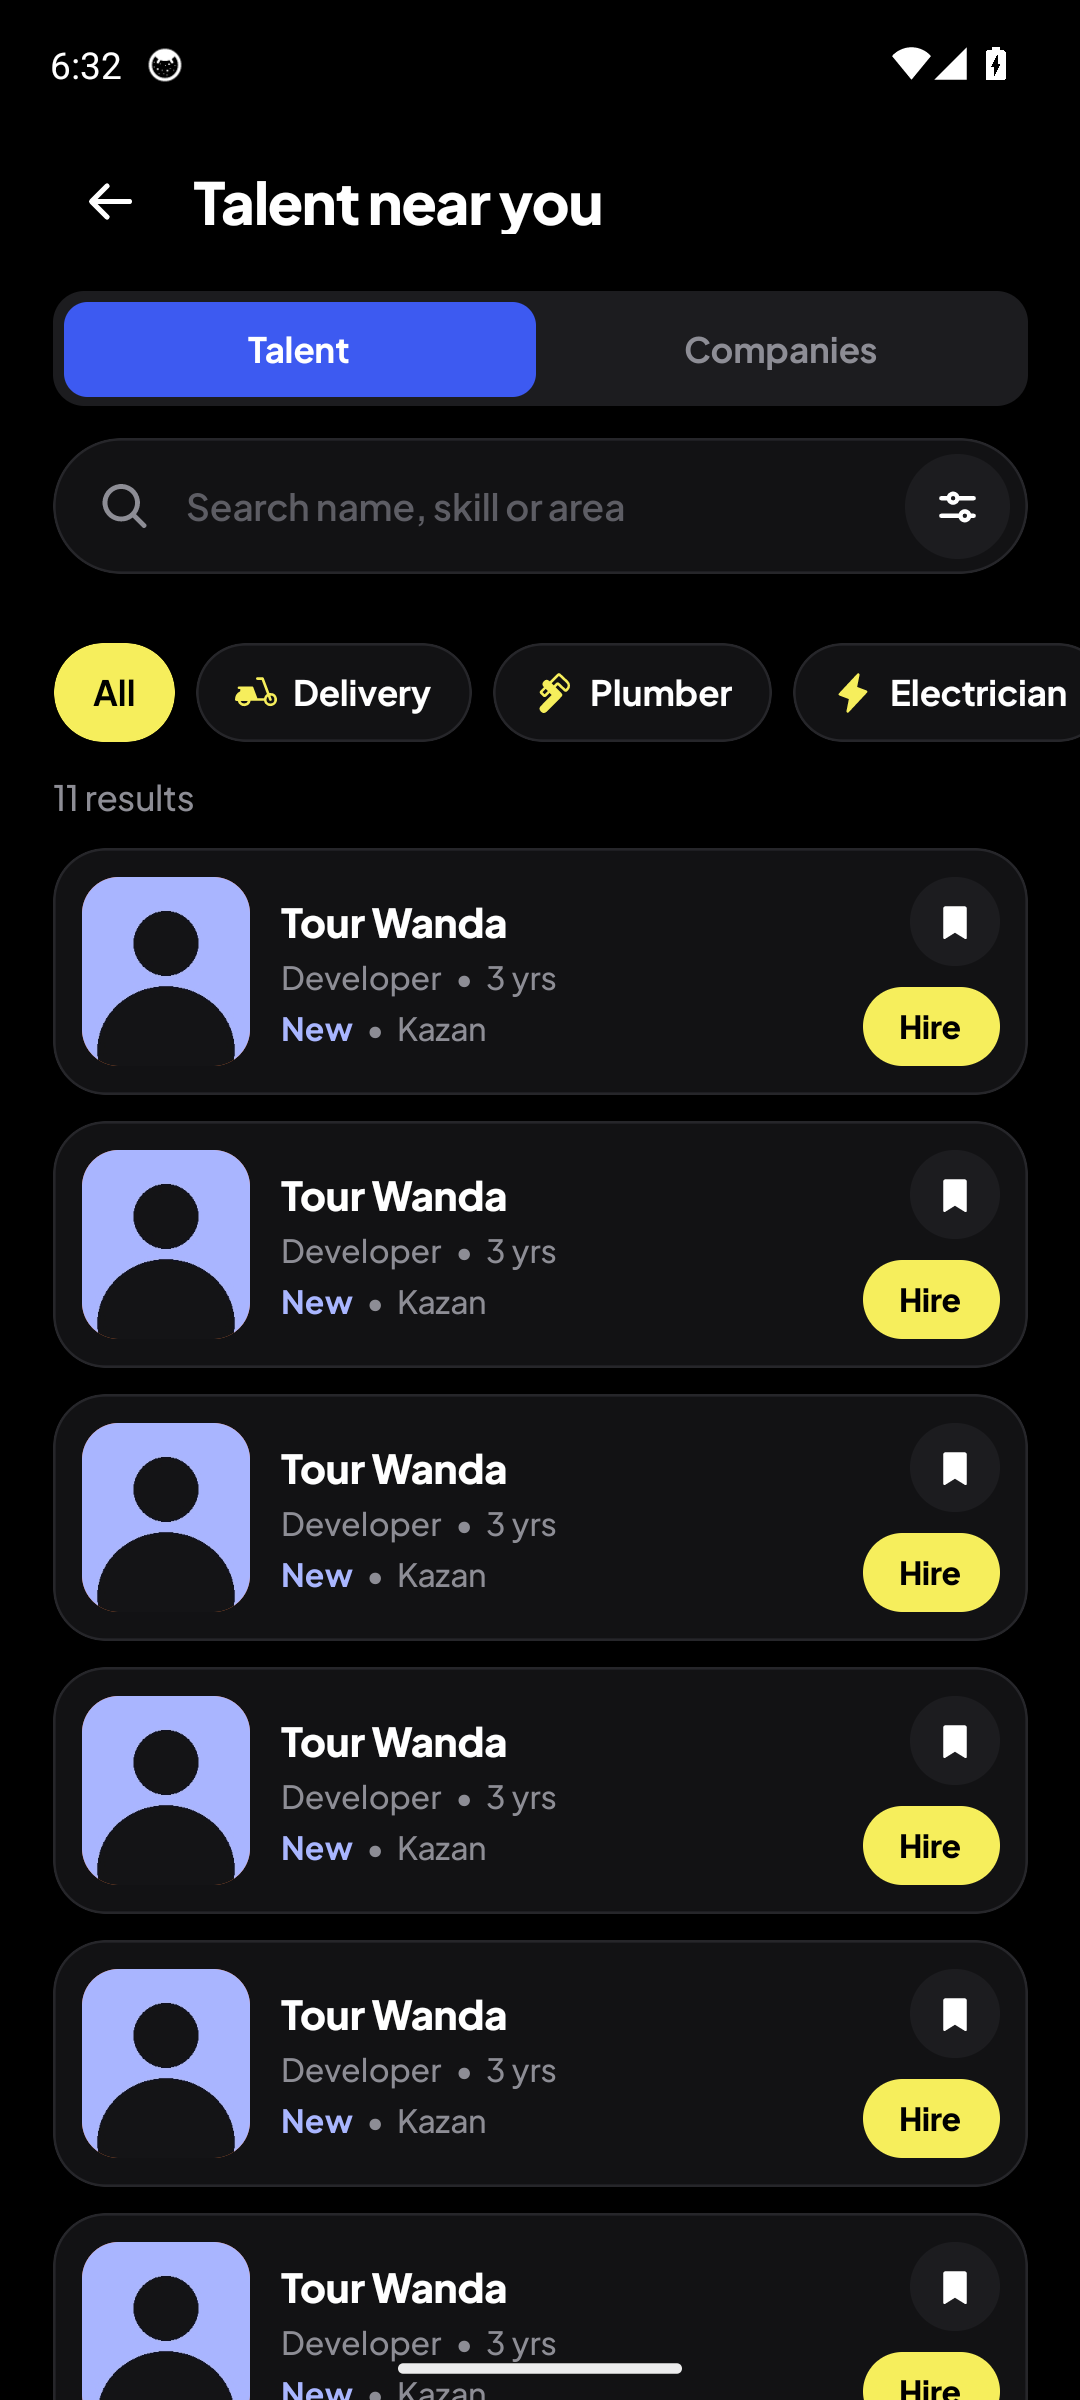 6:32
Talent near you
Talent Companies
Search name, skill or area
All Delivery Plumber Electrician
11 results
Tour Wanda
Developer • 3 yrs
New • Kazan
Hire
Tour Wanda
Developer • 3 yrs
New • Kazan
Hire
Tour Wanda
Developer • 3 yrs
New • Kazan
Hire
Tour Wanda
Developer • 3 yrs
New • Kazan
Hire
Tour Wanda
Developer • 3 yrs
New • Kazan
Hire
Tour Wanda
Developer • 3 yrs
New • Kazan
Hire